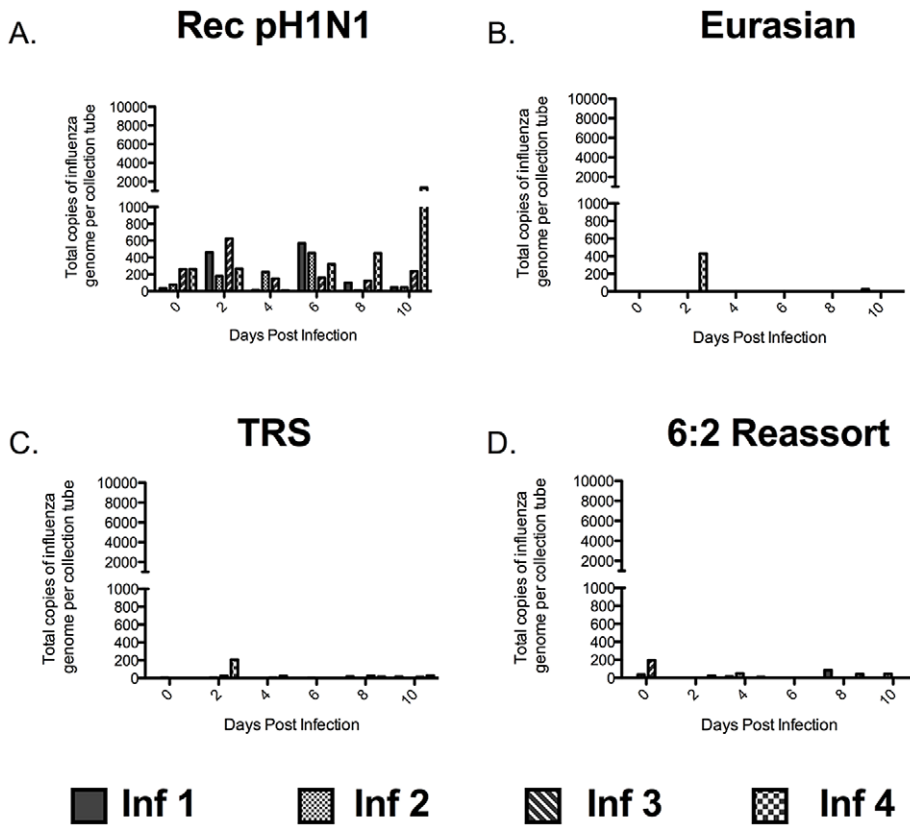 A.
Rec pH1N1
Total copies of influenza
genome per collection tube
10000
8000
6000
4000
2000
1000
800
600
400
200
0
0
2
4
6
8
10
Days Post Infection
B.
Eurasian
Total copies of influenza
genome per collection tube
10000
8000
6000
4000
2000
1000
800
600
400
200
0
0
2
4
6
8
10
Days Post Infection
C.
TRS
Total copies of influenza
genome per collection tube
10000
8000
6000
4000
2000
1000
800
600
400
200
0
2
4
6
8
10
Days Post Infection
D.
6:2 Reassort
Total copies of influenza
genome per collection tube
10000
8000
6000
4000
2000
1000
800
600
400
200
0
2
4
6
8
10
Days Post Infection
Inf 1
Inf 2
Inf 3
Inf 4